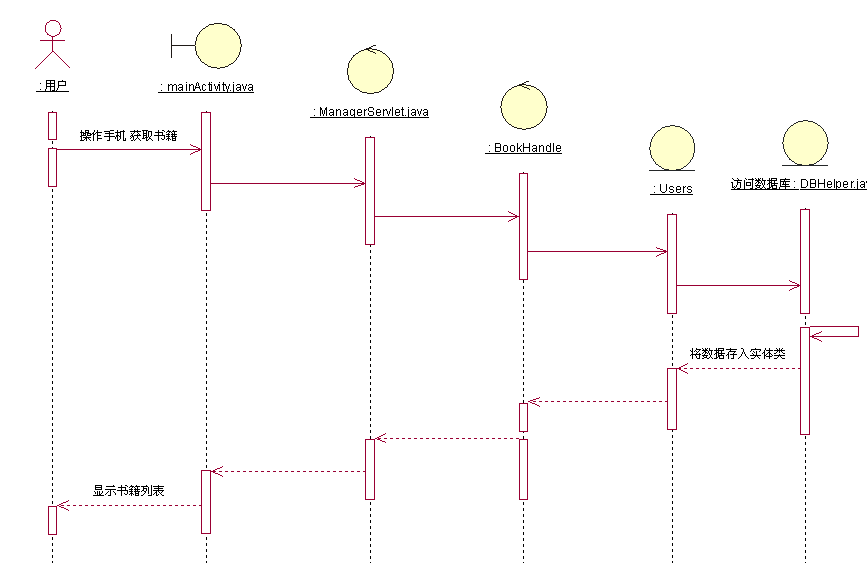 : 用户
: mainActivity.java
: ManagerServlet.java
: BookHandle
: Users
访问数据库 : DBHelper.jav
操作手机 获取书籍
将数据存入实体类
显示书籍列表